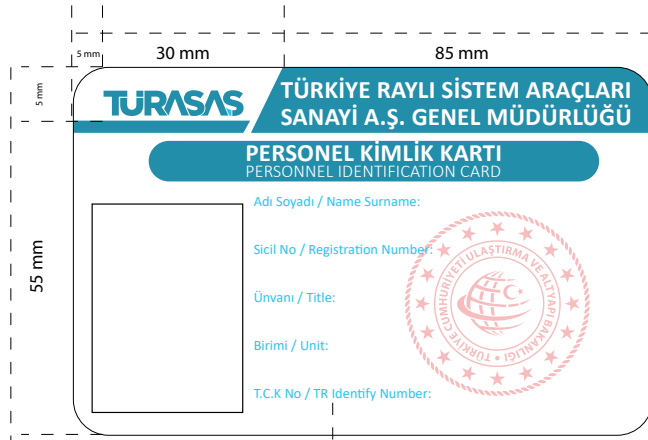 5 mm
30 mm
85 mm
5 mm
TÜRASAŞ
TÜRKİYE RAYLI SİSTEM ARAÇLARI
SANAYİ A.Ş. GENEL MÜDÜRLÜĞÜ
PERSONEL KİMLİK KARTI
PERSONNEL IDENTIFICATION CARD
55 mm
Adı Soyadı / Name Surname:
Sicil No / Registration Number:
Ünvanı / Title:
Birimi / Unit:
T.C.K No / TR Identify Number:
TÜRKİYE CUMHURİYETİ ULAŞTIRMA VE ALTYAPI BAKANLIĞI